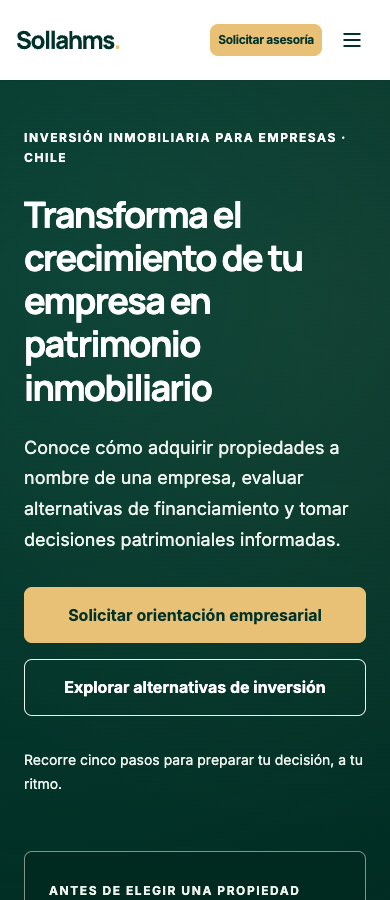 Sollahms.
Solicitar asesoría
INVERSIÓN INMOBILIARIA PARA EMPRESAS ·
CHILE
Transforma el
crecimiento de tu
empresa en
patrimonio
inmobiliario
Conoce cómo adquirir propiedades a
nombre de una empresa, evaluar
alternativas de financiamiento y tomar
decisiones patrimoniales informadas.
Solicitar orientación empresarial
Explorar alternativas de inversión
Recorre cinco pasos para preparar tu decisión, a tu
ritmo.
ANTES DE ELEGIR UNA PROPIEDAD